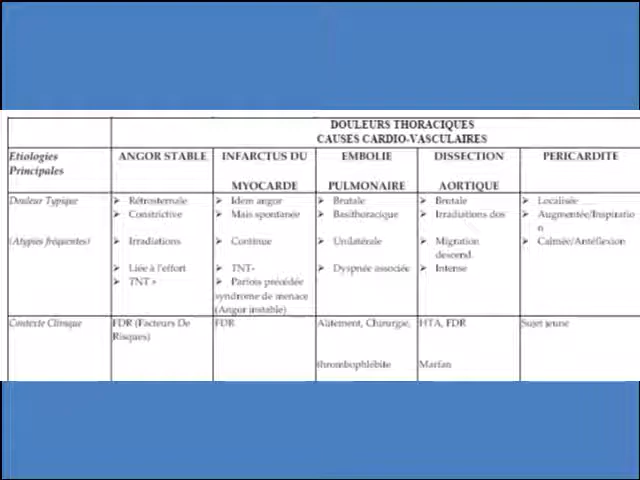 DOULEURS THORACIQUES
CAUSES CARDIO-VASCULAIRES
Etiologies Principales
ANGOR STABLE
INFARCTUS DU MYOCARDE
EMBOLIE PULMONAIRE
DISSECTION AORTIQUE
PERICARDITE
Douleur Typique
(Atypies fréquentes)
➢ Rétrosternale
➢ Constrictive
➢ Irradiations
➢ Liée à l'effort
➢ TNT +
➢ Idem angor
➢ Mais spontanée
➢ Continue
➢ TNT-
➢ Parfois précédée
syndrome de menace
(Angor instable)
➢ Brutale
➢ Basithoracique
➢ Unilatérale
➢ Dyspnée associée
➢ Brutale
➢ Irradiations dos
➢ Migration
descend.
➢ Intense
➢ Localisée
➢ Augmentée/Inspiratio
n
➢ Calmée/Antéflexion
Contexte Clinique
FDR (Facteurs De
Risques)
FDR
Alitement, Chirurgie,
thrombophlébite
HTA, FDR
Marfan
Sujet jeune